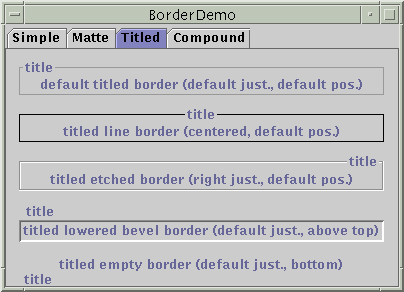 BorderDemo
Simple Matte Titled Compound
title
default titled border (default just., default pos.)
title
titled line border (centered, default pos.)
title
titled etched border (right just., default pos.)
title
titled lowered bevel border (default just., above top)
titled empty border (default just., bottom)
title